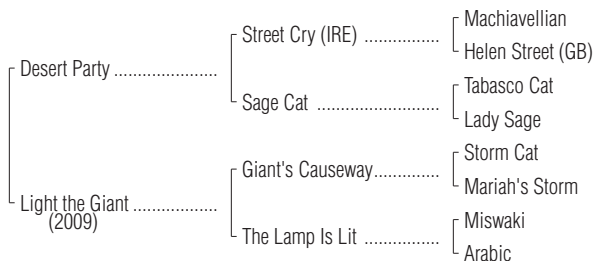 Machiavellian
Street Cry (IRE) ..................
Helen Street (GB)
Desert Party .....................
Tabasco Cat
Sage Cat .............................
Lady Sage
Storm Cat
Giant's Causeway...............
Mariah's Storm
Light the Giant .................
(2009)
Miswaki
The Lamp Is Lit ..................
Arabic